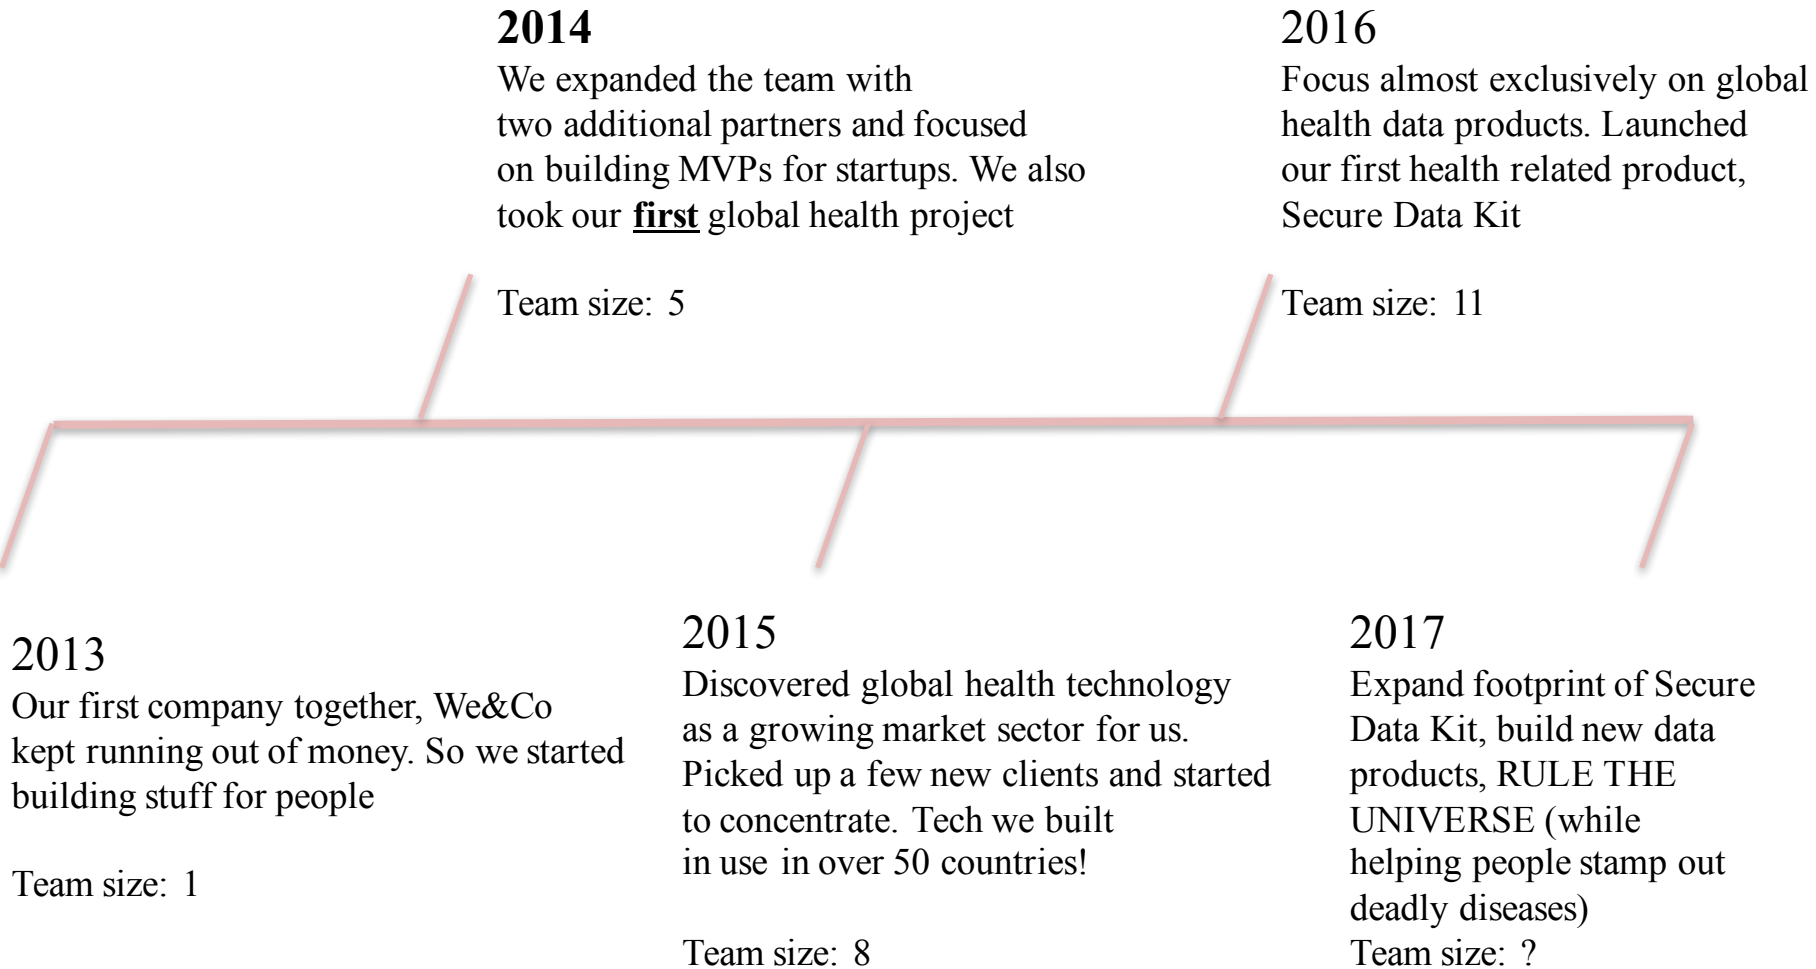 2014
We expanded the team with
two additional partners and focused
on building MVPs for startups. We also
took our first global health project
Team size: 5
2016
Focus almost exclusively on global
health data products. Launched
our first health related product,
Secure Data Kit
Team size: 11
2013
Our first company together, We&Co
kept running out of money. So we started
building stuff for people
Team size: 1
2015
Discovered global health technology
as a growing market sector for us.
Picked up a few new clients and started
to concentrate. Tech we built
in use in over 50 countries!
Team size: 8
2017
Expand footprint of Secure
Data Kit, build new data
products, RULE THE
UNIVERSE (while
helping people stamp out
deadly diseases)
Team size: ?